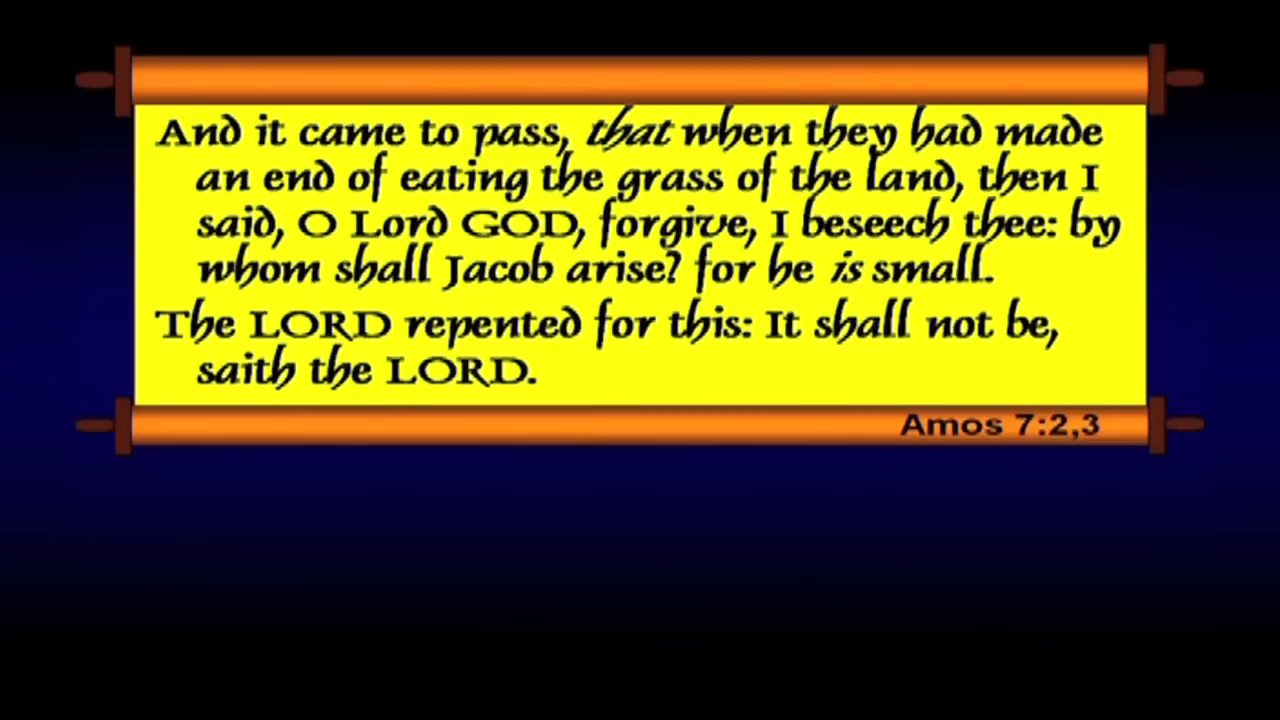 And it came to pass, that when they had made
an end of eating the grass of the land, then I
said, O Lord GOD, forgive, I beseech thee: by
whom shall Jacob arise? for he is small.
The LORD repented for this: It shall not be,
saith the LORD.
Amos 7:2,3